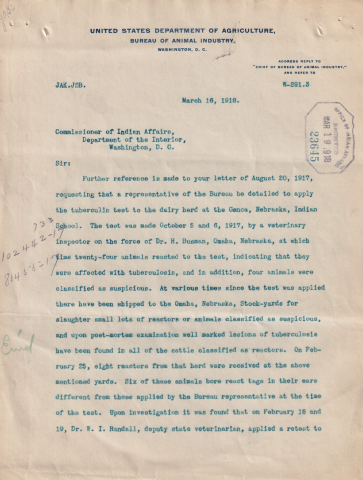 UNITED STATES DEPARTMENT OF AGRICULTURE,
BUREAU OF ANIMAL INDUSTRY,
WASHINGTON, D. C.
ADDRESS REPLY TO
"CHIEF OF BUREAU OF ANIMAL INDUSTRY,"
AND REFER TO
JAK.JEB.
W-291.3
March 16, 1918.
MAR 19 1918
23645
Commissioner of Indian Affairs,
Department of the Interior,
Washington, D. C.
Sir:
Further reference is made to your letter of August 20, 1917,
requesting that a representative of the Bureau be detailed to apply
the tuberculin test to the dairy herd at the Genoa, Nebraska, Indian
School. The test was made October 5 and 6, 1917, by a veterinary
inspector on the force of Dr. H. Busman, Omaha, Nebraska, at which
time twenty-four animals reacted to the test, indicating that they
were affected with tuberculosis, and in addition, four animals were
classified as suspicious. At various times since the test was applied
there have been shipped to the Omaha, Nebraska, Stock-yards for
slaughter small lots of reactors or animals classified as suspicious,
and upon post-mortem examination well marked lesions of tuberculosis
have been found in all of the cattle classified as reactors. On Feb-
ruary 25, eight reactors from that herd were received at the above
mentioned yards. Six of these animals bore react tags in their ears
different from those applied by the Bureau representative at the
time of the test. Upon investigation it was found that on February 18 and
19, Dr. W. I. Randall, deputy state veterinarian, applied a retest to